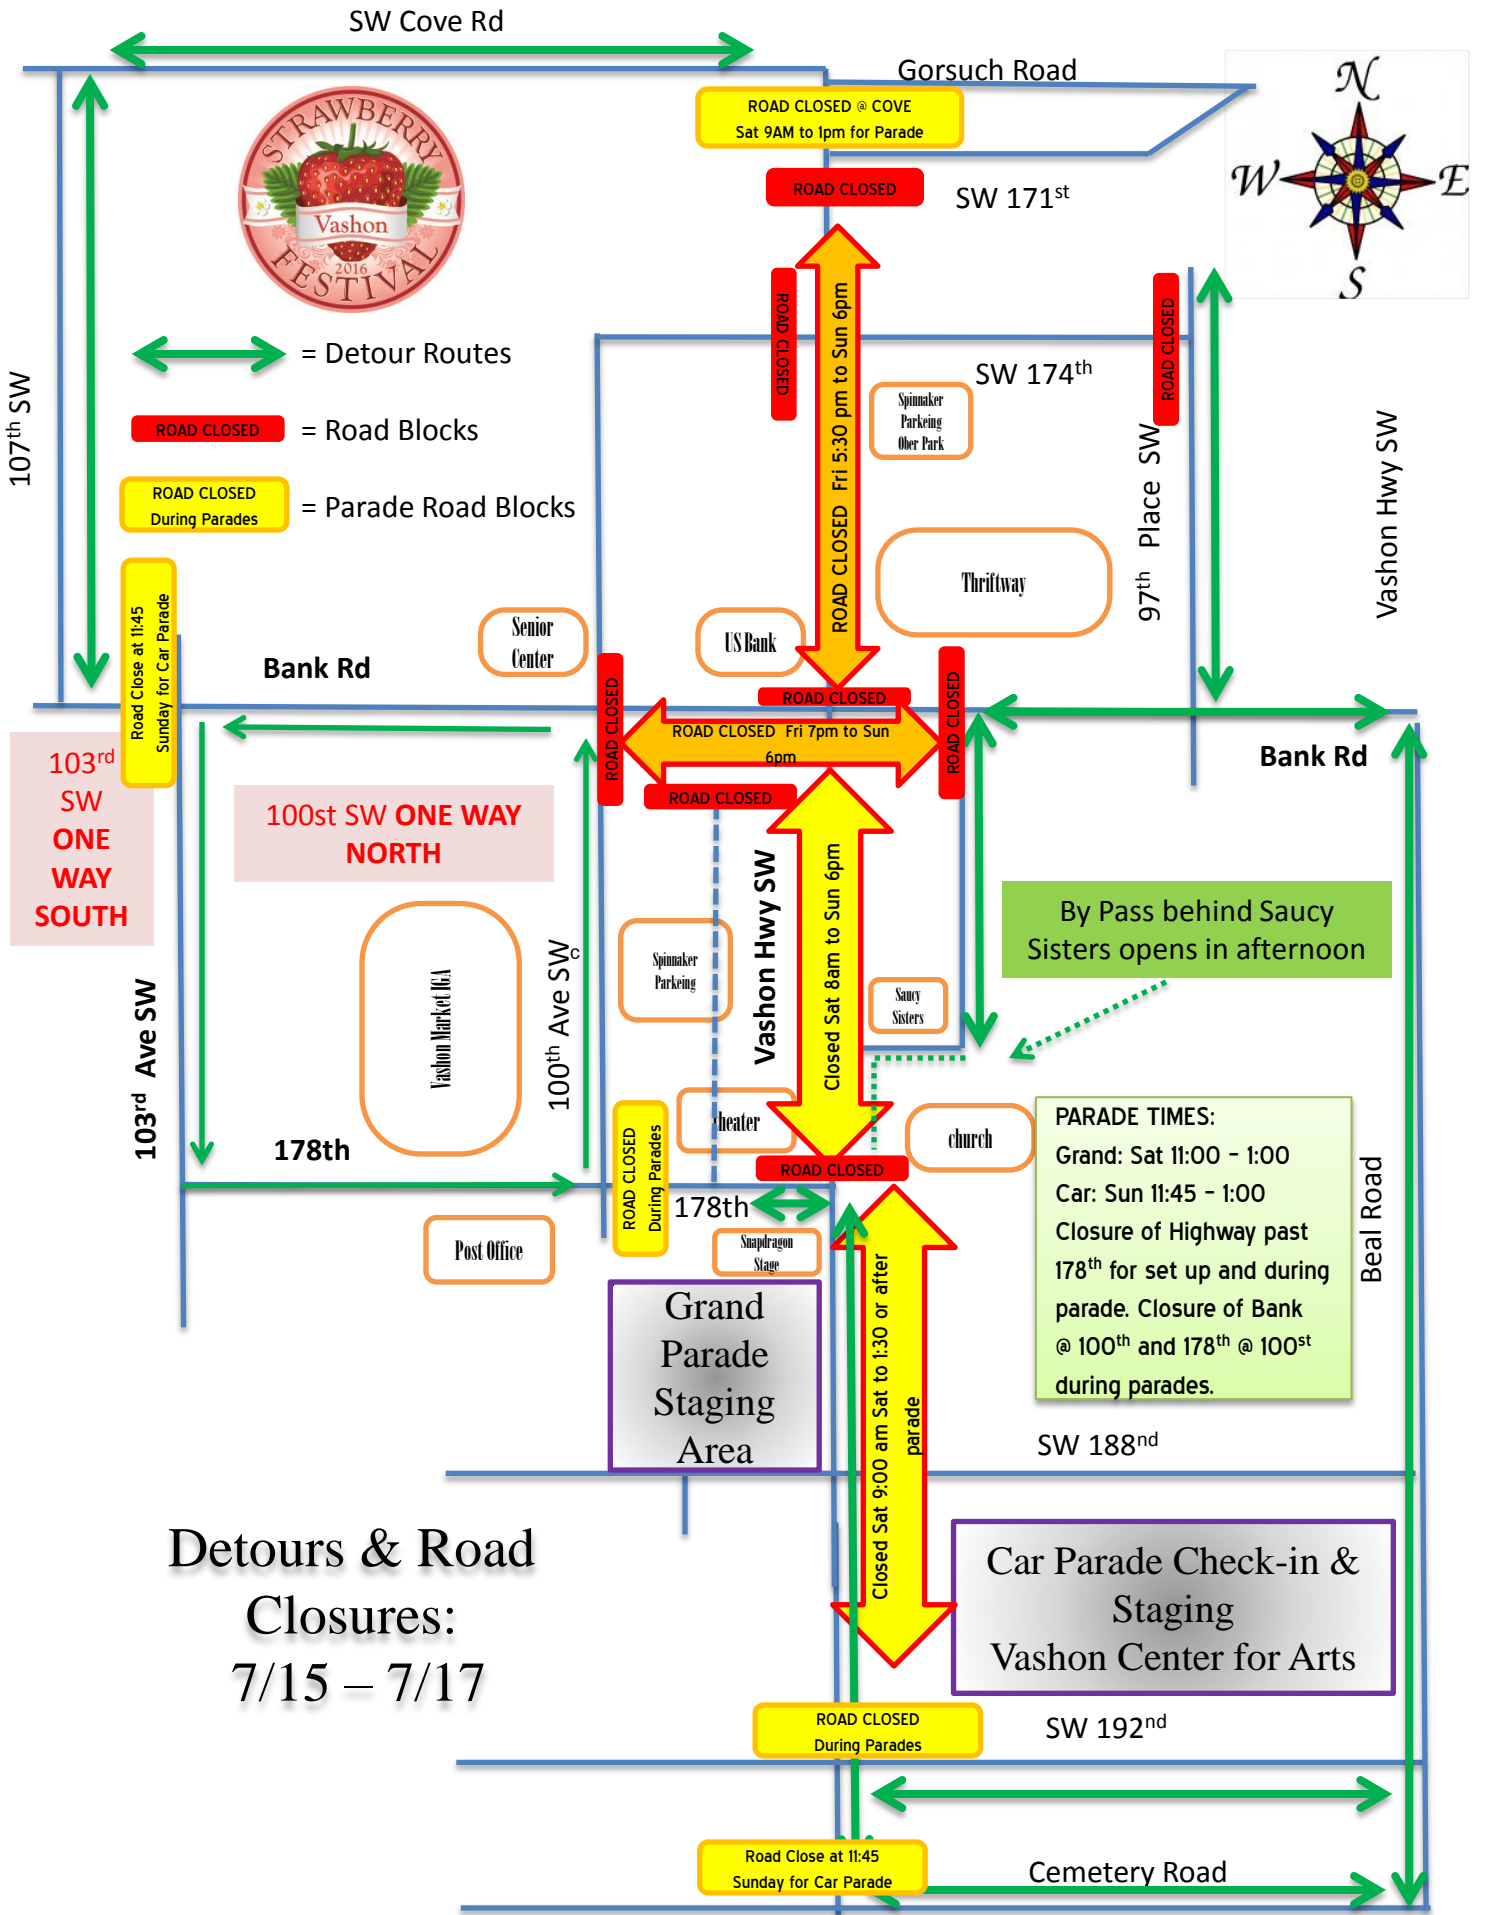 SW Cove Rd
Gorsuch Road
ROAD CLOSED @ COVE
Sat 9AM to 1pm for Parade
N
W
E
S
STRAWBERRY
Vashon
2016
FESTIVAL
ROAD CLOSED
SW 171st
ROAD CLOSED
ROAD CLOSED Fri 5:30 pm to Sun 6pm
ROAD CLOSED
= Detour Routes
SW 174th
107th SW
ROAD CLOSED
= Road Blocks
Spinnaker
Parkeing
Ober Park
97th Place SW
Vashon Hwy SW
ROAD CLOSED
During Parades
= Parade Road Blocks
Thriftway
Road Close at 11:45
Sunday for Car Parade
Senior
Center
US Bank
Bank Rd
ROAD CLOSED
ROAD CLOSED
ROAD CLOSED
ROAD CLOSED Fri 7pm to Sun
6pm
Bank Rd
103rd
SW
ONE
WAY
SOUTH
100st SW ONE WAY
NORTH
ROAD CLOSED
Vashon Hwy SW
Closed Sat 8am to Sun 6pm
By Pass behind Saucy
Sisters opens in afternoon
103rd Ave SW
Vashon Market IGA
100th Ave SW
c
Spinnaker
Parkeing
Saucy
Sisters
theater
church
178th
ROAD CLOSED
During Parades
ROAD CLOSED
178th
Post Office
Snapdragon
Stage
PARADE TIMES:
Grand: Sat 11:00 – 1:00
Car: Sun 11:45 – 1:00
Closure of Highway past
178th for set up and during
parade. Closure of Bank
@ 100th and 178th @ 100st
during parades.
Beal Road
Grand
Parade
Staging
Area
Closed Sat 9:00 am Sat to 1:30 or after
parade
SW 188nd
Detours & Road
Closures:
7/15 – 7/17
Car Parade Check-in &
Staging
Vashon Center for Arts
ROAD CLOSED
During Parades
SW 192nd
Road Close at 11:45
Sunday for Car Parade
Cemetery Road